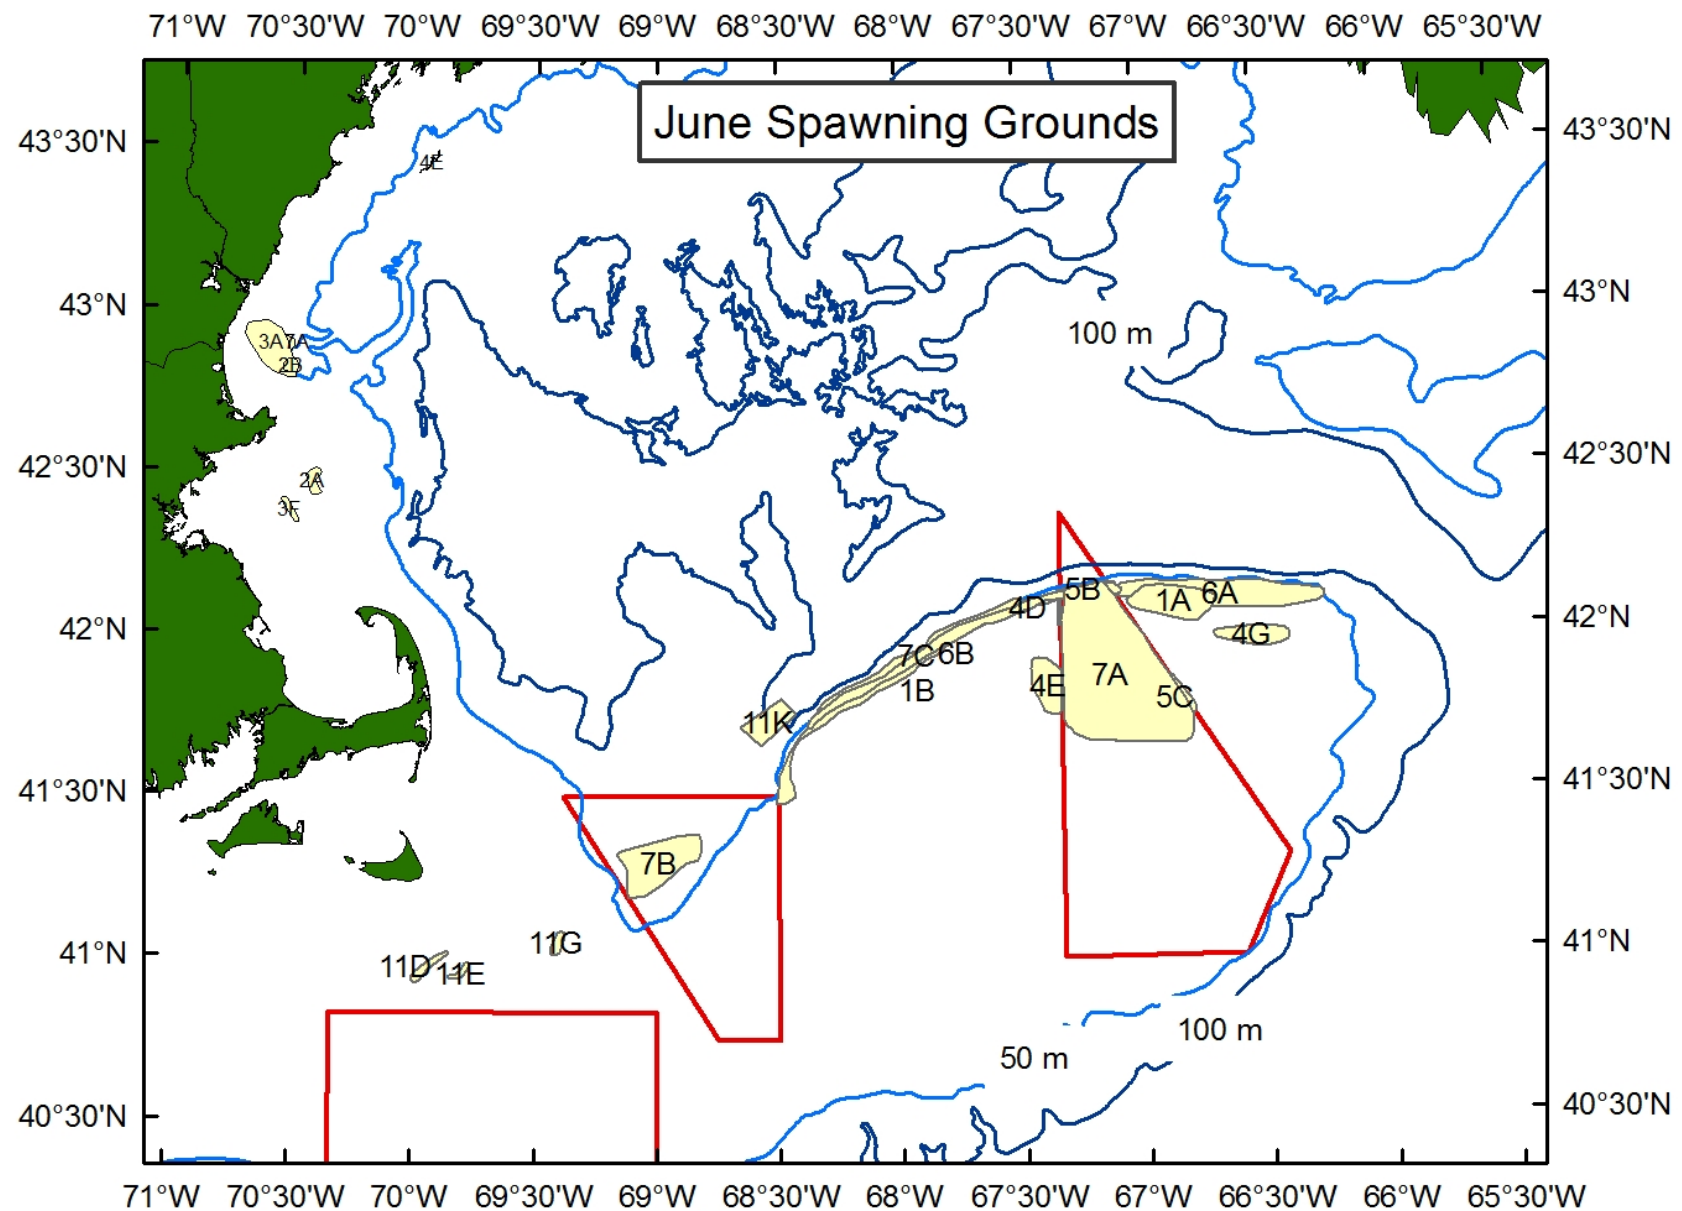 71°W 70°30'W 70°W 69°30'W 69°W 68°30'W 68°W 67°30'W 67°W 66°30'W 66°W 65°30'W
June Spawning Grounds
43°30'N 43°30'N
4E
43°N 43°N
100 m
3A 7A
2B
42°30'N 42°30'N
2A
3F
5B 1A 6A
4D
42°N 42°N
4G
7C 6B
7A
4E 5C
1B
11K
41°30'N 41°30'N
7B
11G
41°N 41°N
11D 11E
100 m
50 m
40°30'N 40°30'N
71°W 70°30'W 70°W 69°30'W 69°W 68°30'W 68°W 67°30'W 67°W 66°30'W 66°W 65°30'W